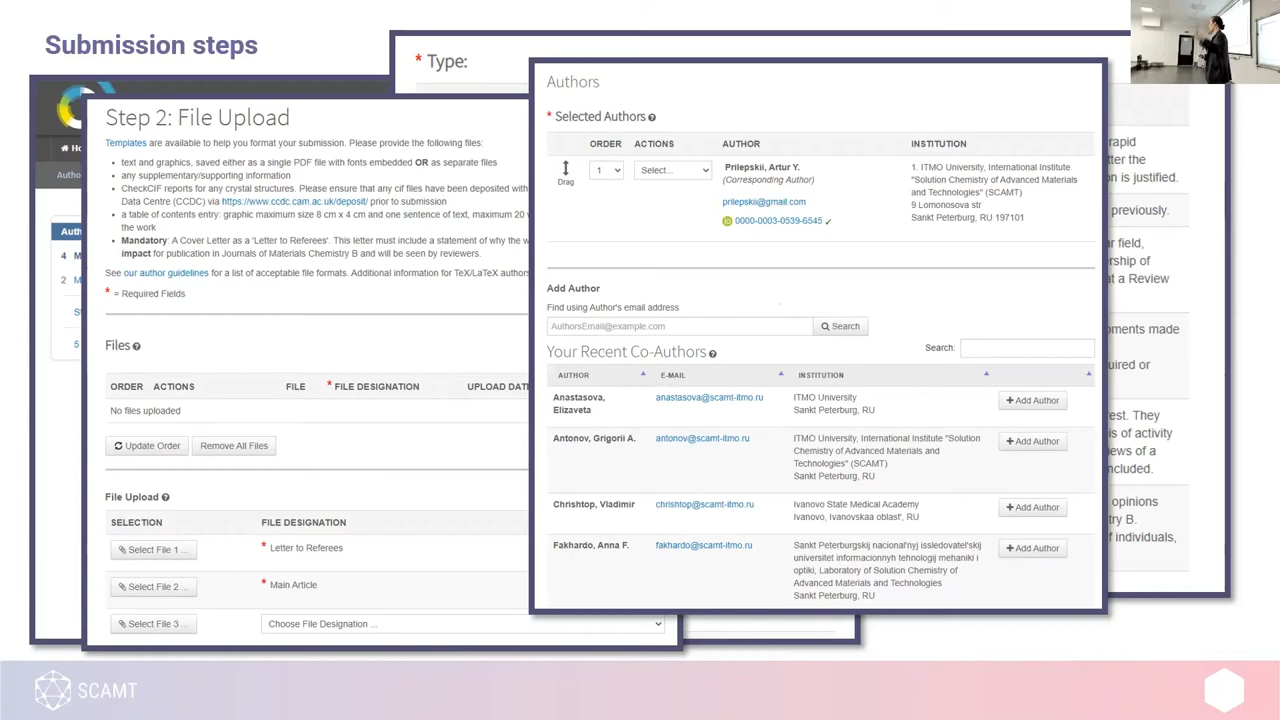 Submission steps
* Type:
Ho
Autho
Auth
4 M
2 M
St
5
Step 2: File Upload
Templates are available to help you format your submission. Please provide the following files:
text and graphics, saved either as a single PDF file with fonts embedded OR as separate files
any supplementary/supporting information
CheckCIF reports for any crystal structures. Please ensure that any cif files have been deposited with
Data Centre (CCDC) via https://www.ccdc.cam.ac.uk/deposit/ prior to submission
a table of contents entry: graphic maximum size 8 cm x 4 cm and one sentence of text, maximum 20 w
the work
Mandatory: A Cover Letter as a 'Letter to Referees'. This letter must include a statement of why the w
impact for publication in Journals of Materials Chemistry B and will be seen by reviewers.
See our author guidelines for a list of acceptable file formats. Additional information for TeX/LaTeX authors
* = Required Fields
Files
ORDER ACTIONS FILE * FILE DESIGNATION UPLOAD DATE
No files uploaded
Update Order Remove All Files
File Upload
SELECTION FILE DESIGNATION
Select File 1 ... * Letter to Referees
Select File 2 ... * Main Article
Select File 3 ... Choose File Designation ...
Authors
* Selected Authors
ORDER ACTIONS AUTHOR INSTITUTION
Drag 1 Select... Prilepskii, Artur Y. 1. ITMO University, International Institute
(Corresponding Author) "Solution Chemistry of Advanced Materials
and Technologies" (SCAMT)
prilepskii@gmail.com 9 Lomonosova str
0000-0003-0539-6545 Sankt Peterburg, RU 197101
Add Author
Find using Author's email address
AuthorsEmail@example.com Search
Your Recent Co-Authors Search:
AUTHOR E-MAIL INSTITUTION
Anastasova, anastasova@scamt-itmo.ru ITMO University + Add Author
Elizaveta Sankt Peterburg, RU
Antonov, Grigorii A. antonov@scamt-itmo.ru ITMO University, International Institute "Solution + Add Author
Chemistry of Advanced Materials and
Technologies" (SCAMT)
Sankt Peterburg, RU
Chrishtop, Vladimir chrishtop@scamt-itmo.ru Ivanovo State Medical Academy + Add Author
Ivanovo, Ivanovskaa oblast', RU
Fakhardo, Anna F. fakhardo@scamt-itmo.ru Sankt Peterburgskij nacional'nyj issledovatel'skij + Add Author
universitet informacionnyh tehnologij mehaniki i
optiki, Laboratory of Solution Chemistry of
Advanced Materials and Technologies
Sankt Peterburg, RU
rapid
tter the
on is justified.
previously.
ar field,
ership of
at a Review
opments made
uired or
rest. They
is of activity
iews of a
included.
opinions
try B.
of individuals,
SCAMT